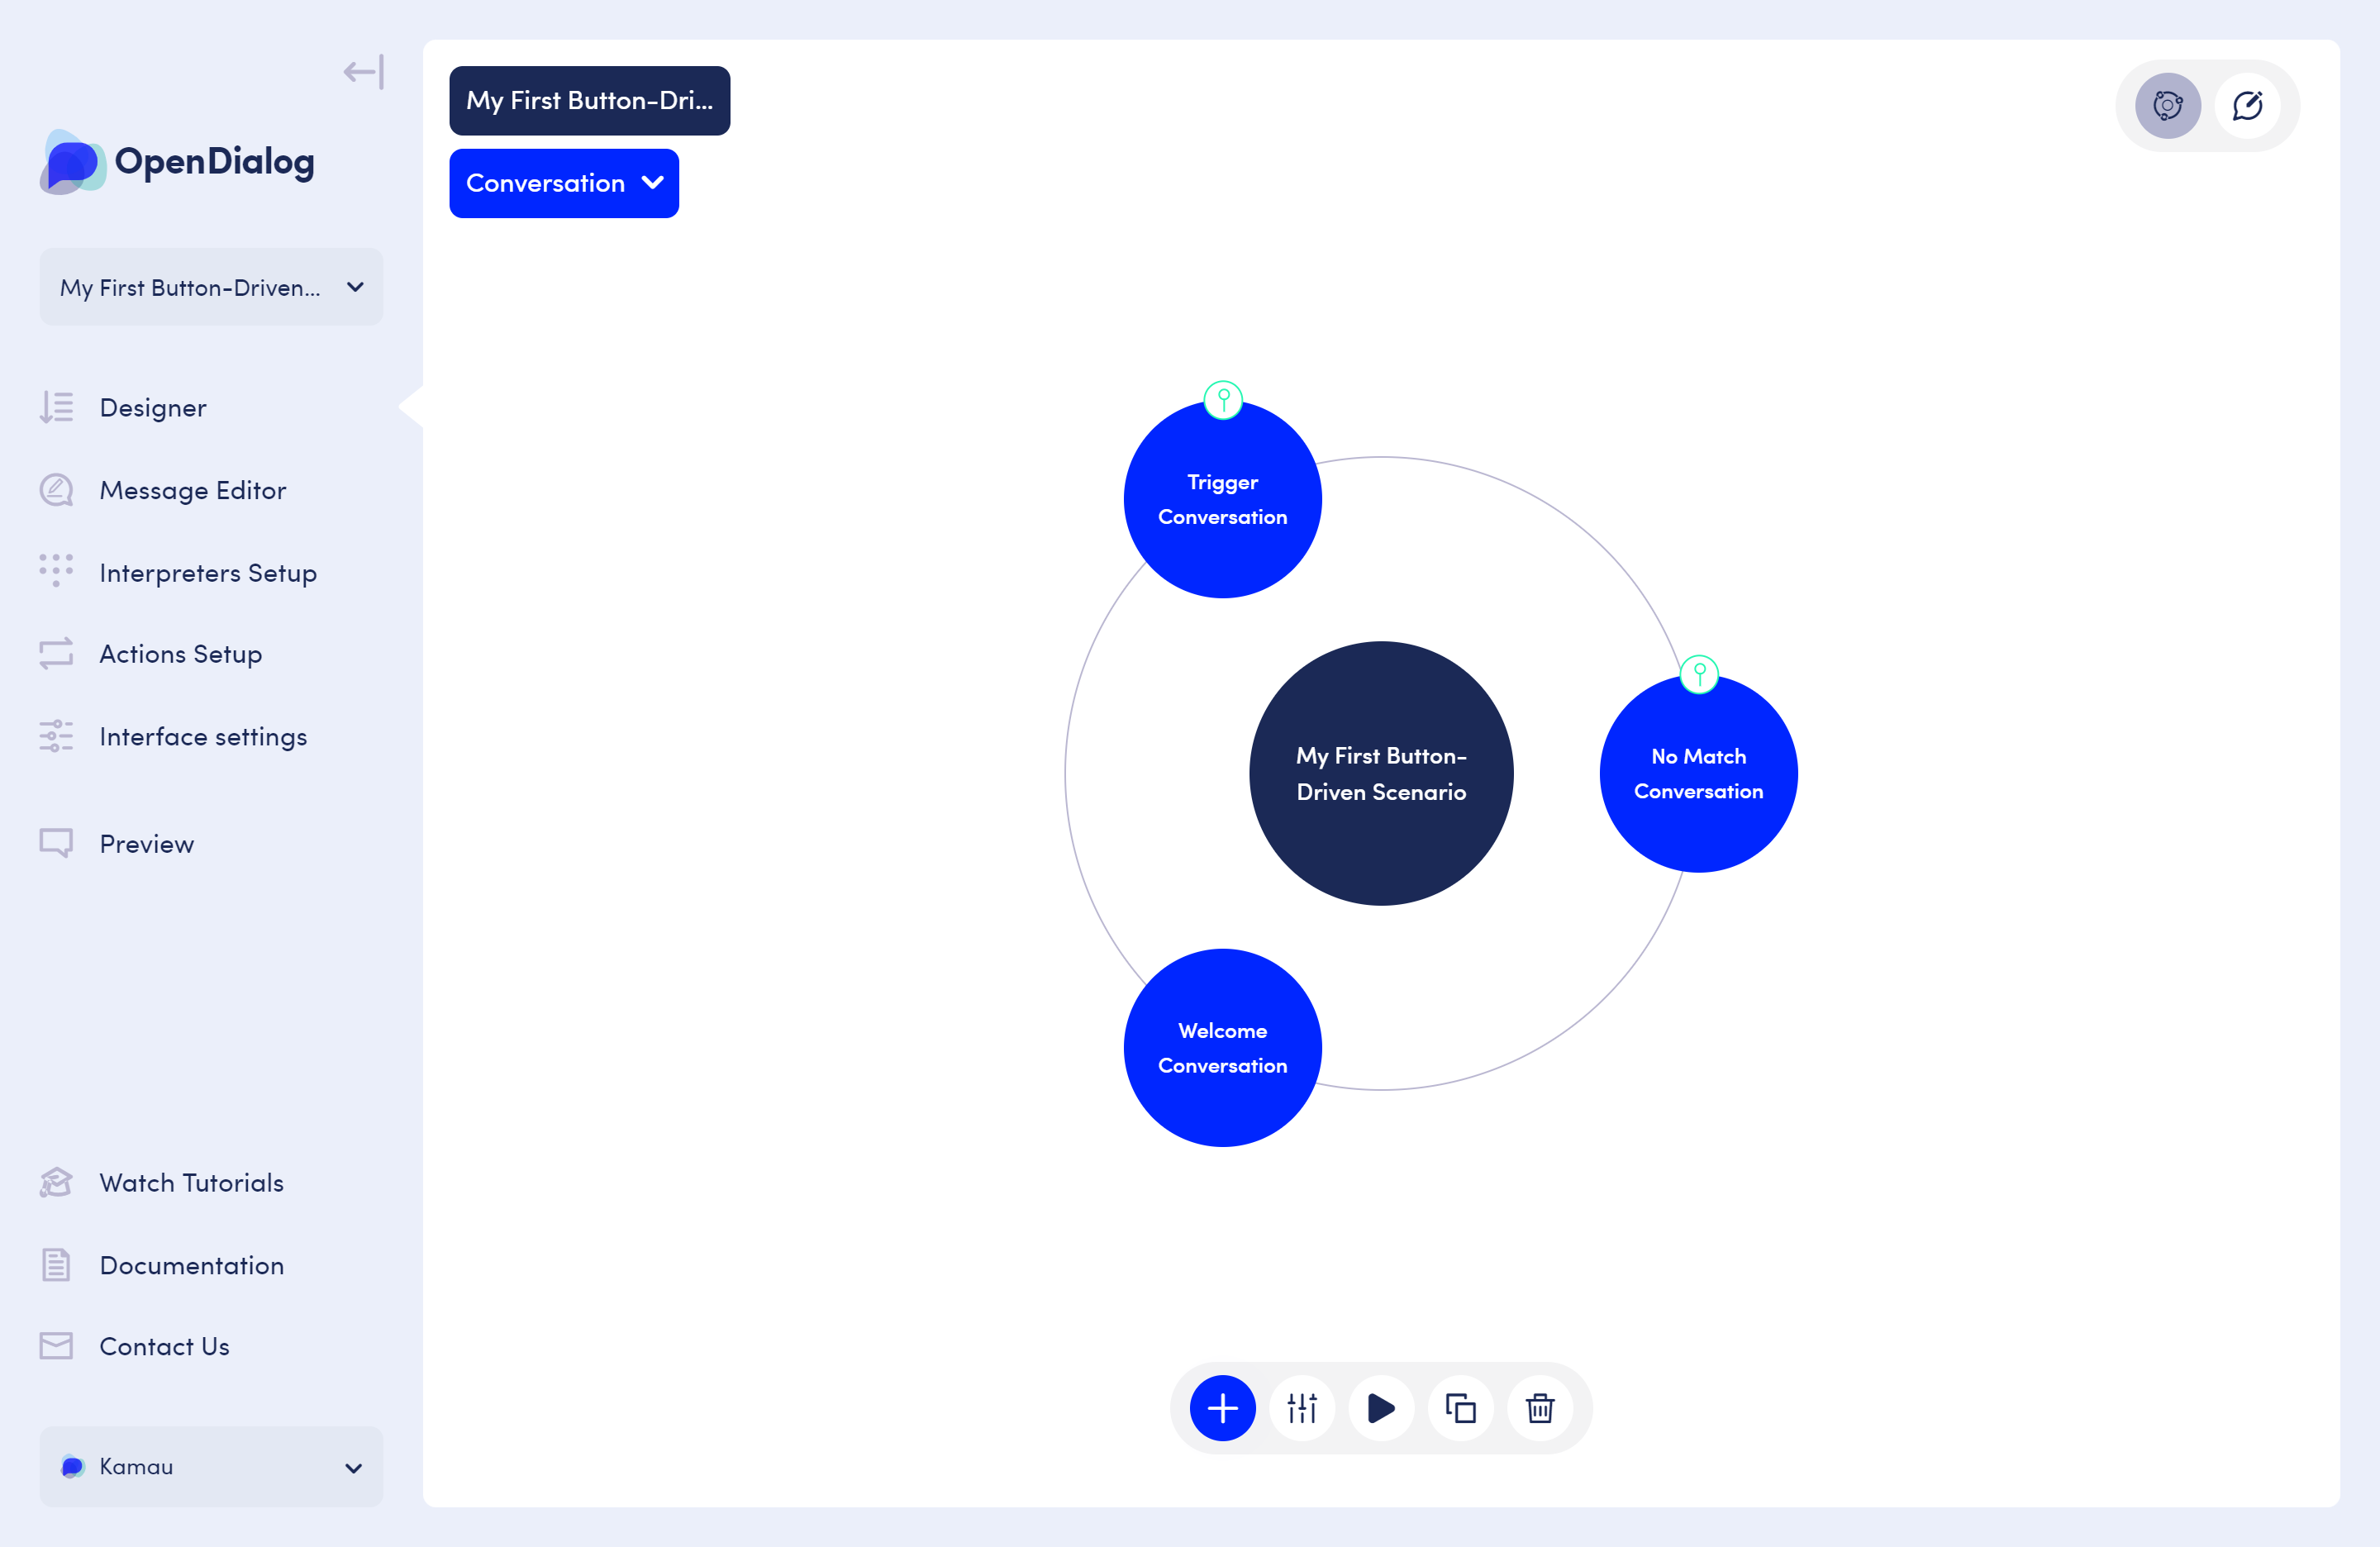 OpenDialog
My First Button-Driven...
Designer
Message Editor
Interpreters Setup
Actions Setup
Interface settings
Preview
Watch Tutorials
Documentation
Contact Us
Kamau
My First Button-Dri...
Conversation
Trigger
Conversation
My First Button-
Driven Scenario
No Match
Conversation
Welcome
Conversation